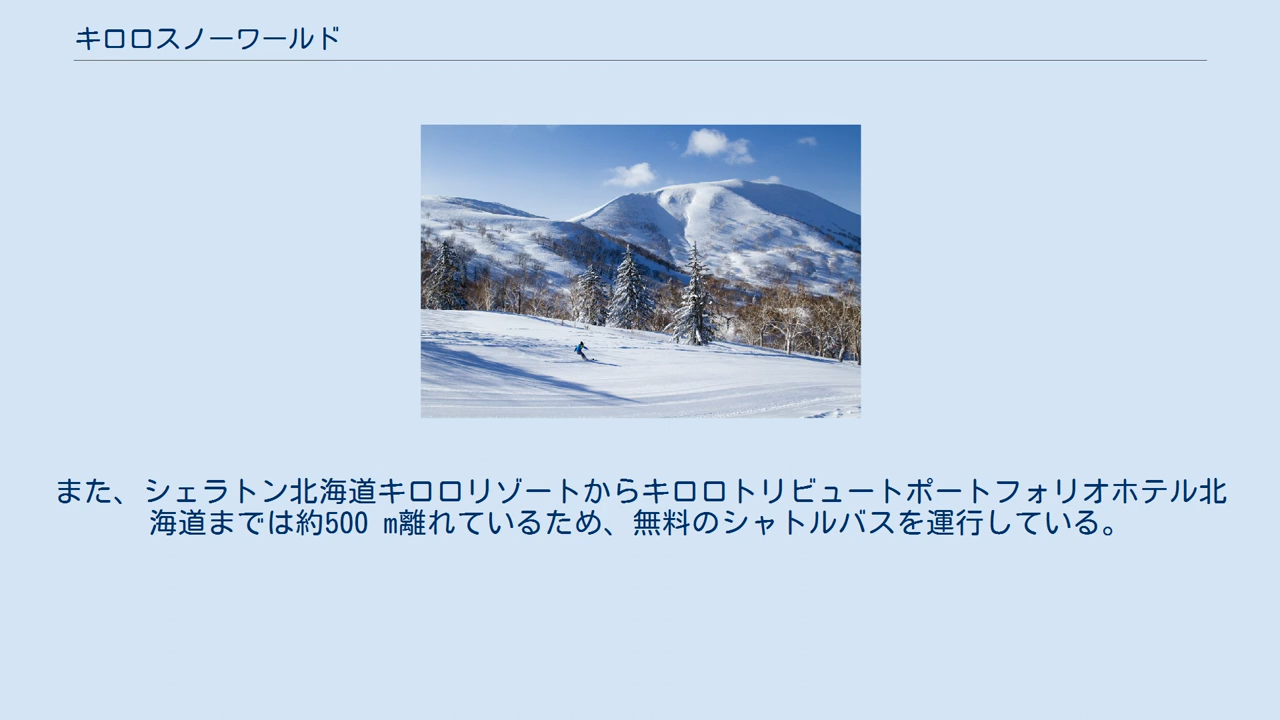 キロロスノーワールド
また、シェラトン北海道キロロリゾートからキロロトリビュートポートフォリオホテル北
海道までは約500 m離れているため、無料のシャトルバスを運行している。